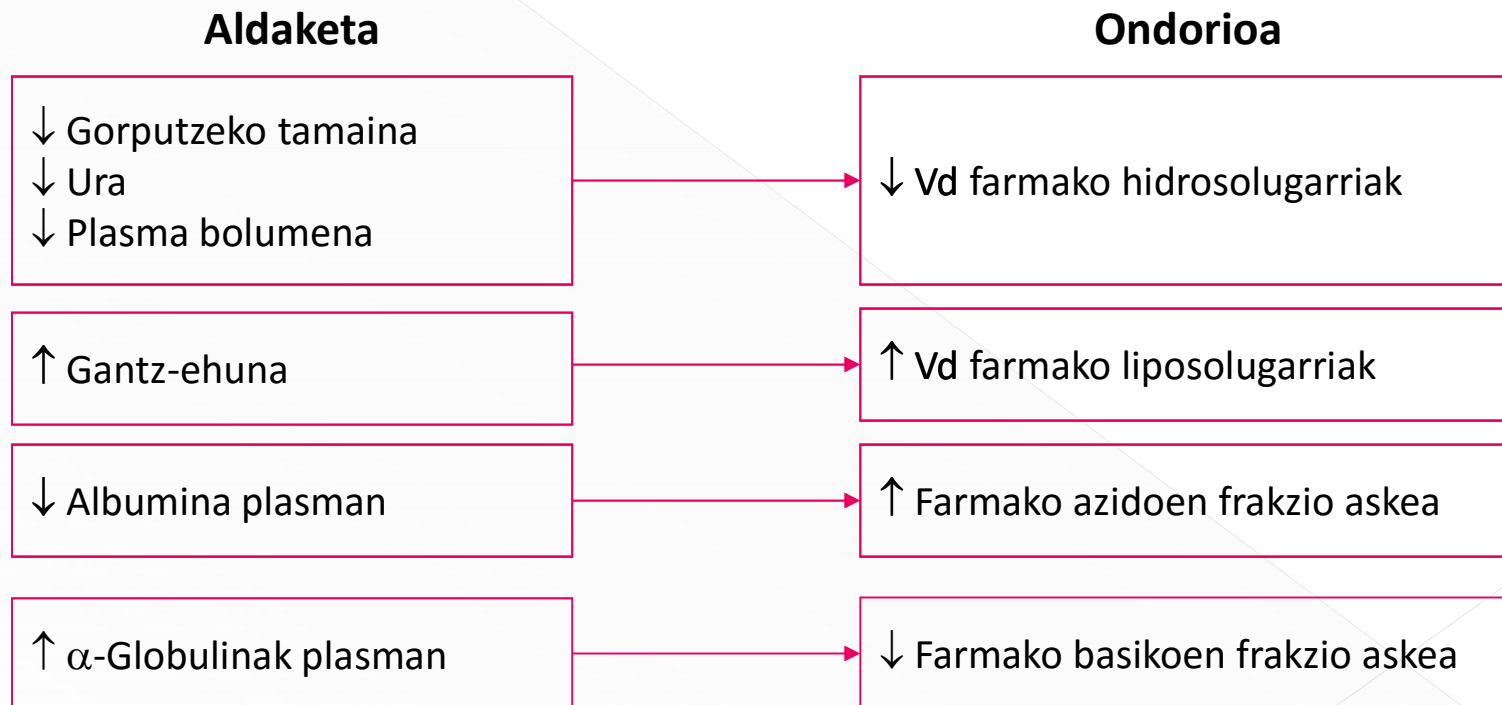 Aldaketa
Ondorioa
↓ Gorputzeko tamaina
↓ Ura
↓ Plasma bolumena
↓ Vd farmako hidrosolugarriak
↑ Gantz-ehuna
↑ Vd farmako liposolugarriak
↓ Albumina plasman
↑ Farmako azidoen frakzio askea
↑ α-Globulinak plasman
↓ Farmako basikoen frakzio askea